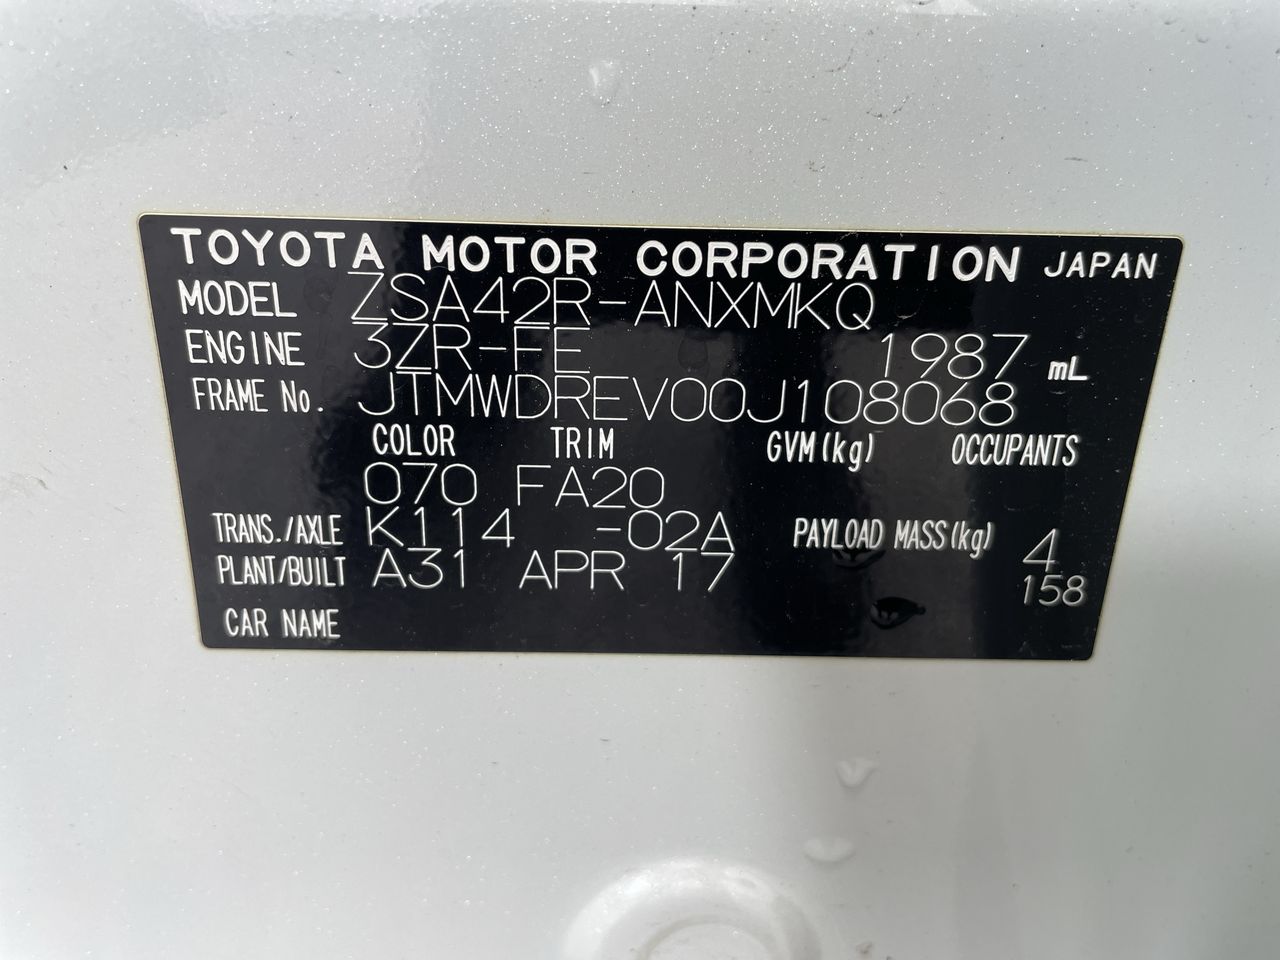 TOYOTA MOTOR CORPORATION JAPAN
MODEL ZSA42R-ANXMKQ
ENGINE 3ZR-FE 1987 mL
FRAME No. JTMWDREV00J108068
COLOR TRIM GVM(kg) OCCUPANTS
070 FA20
TRANS./AXLE K114 -02A PAYLOAD MASS(kg) 4
PLANT/BUILT A31 APR 17 158
CAR NAME